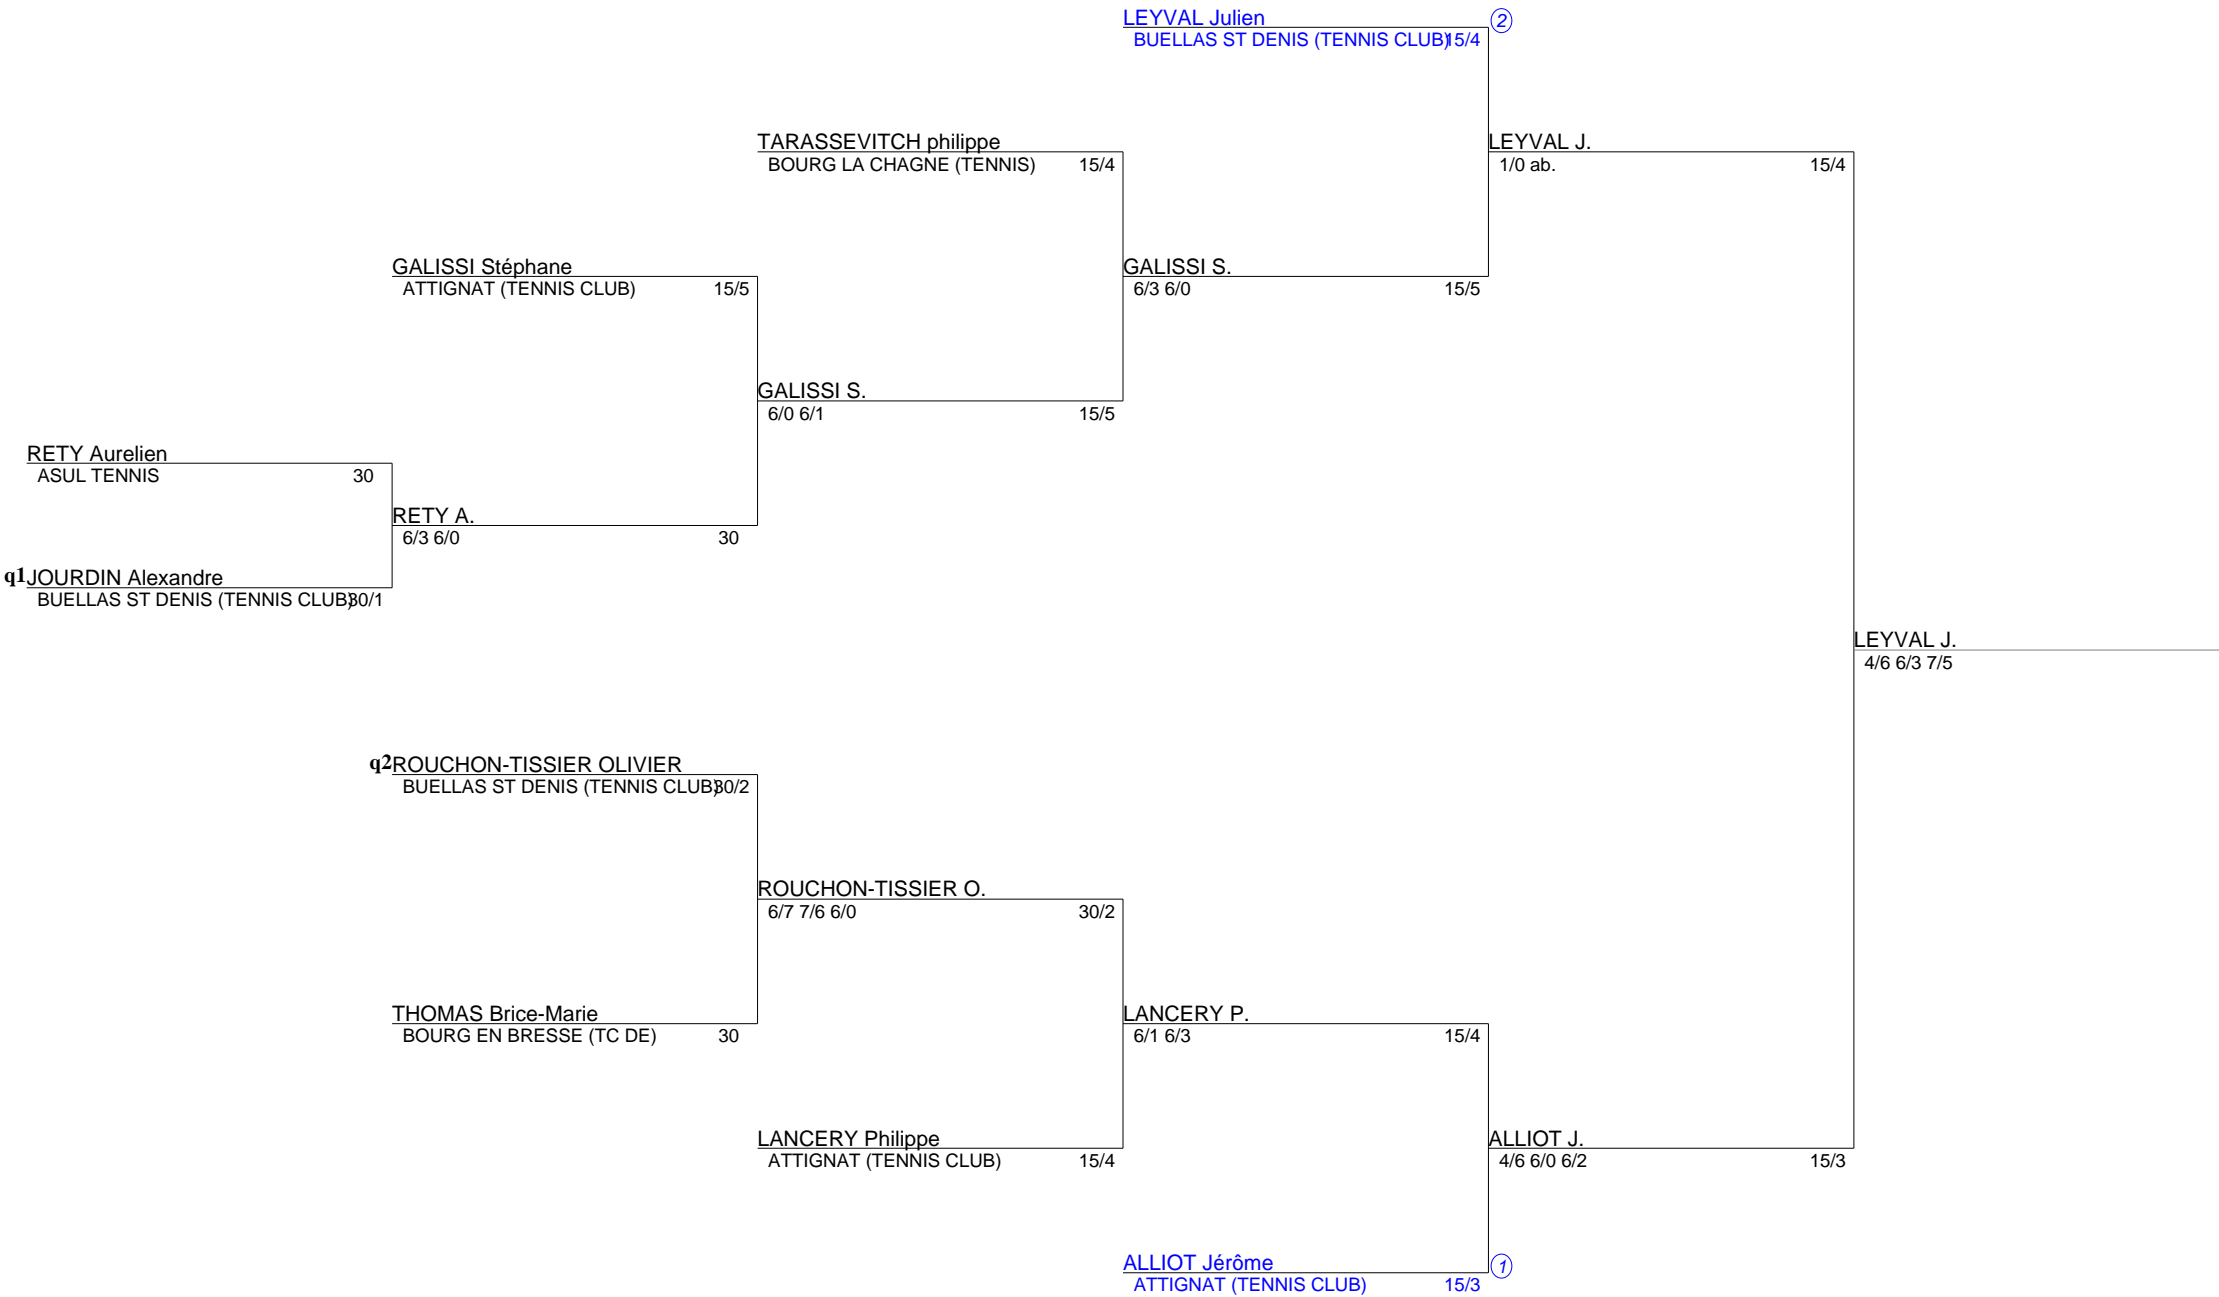 LEYVAL Julien
2
BUELLAS ST DENIS (TENNIS CLUB) 15/4
TARASSEVITCH philippe
BOURG LA CHAGNE (TENNIS) 15/4
LEYVAL J.
1/0 ab. 15/4
GALISSI Stéphane
ATTIGNAT (TENNIS CLUB) 15/5
GALISSI S.
6/3 6/0 15/5
GALISSI S.
6/0 6/1 15/5
RETY Aurelien
ASUL TENNIS 30
RETY A.
6/3 6/0 30
q1 JOURDIN Alexandre
BUELLAS ST DENIS (TENNIS CLUB) 30/1
LEYVAL J.
4/6 6/3 7/5
q2 ROUCHON-TISSIER OLIVIER
BUELLAS ST DENIS (TENNIS CLUB) 30/2
ROUCHON-TISSIER O.
6/7 7/6 6/0 30/2
THOMAS Brice-Marie
BOURG EN BRESSE (TC DE) 30
LANCERY P.
6/1 6/3 15/4
LANCERY Philippe
ATTIGNAT (TENNIS CLUB) 15/4
ALLIOT J.
4/6 6/0 6/2 15/3
ALLIOT Jérôme
1
ATTIGNAT (TENNIS CLUB) 15/3